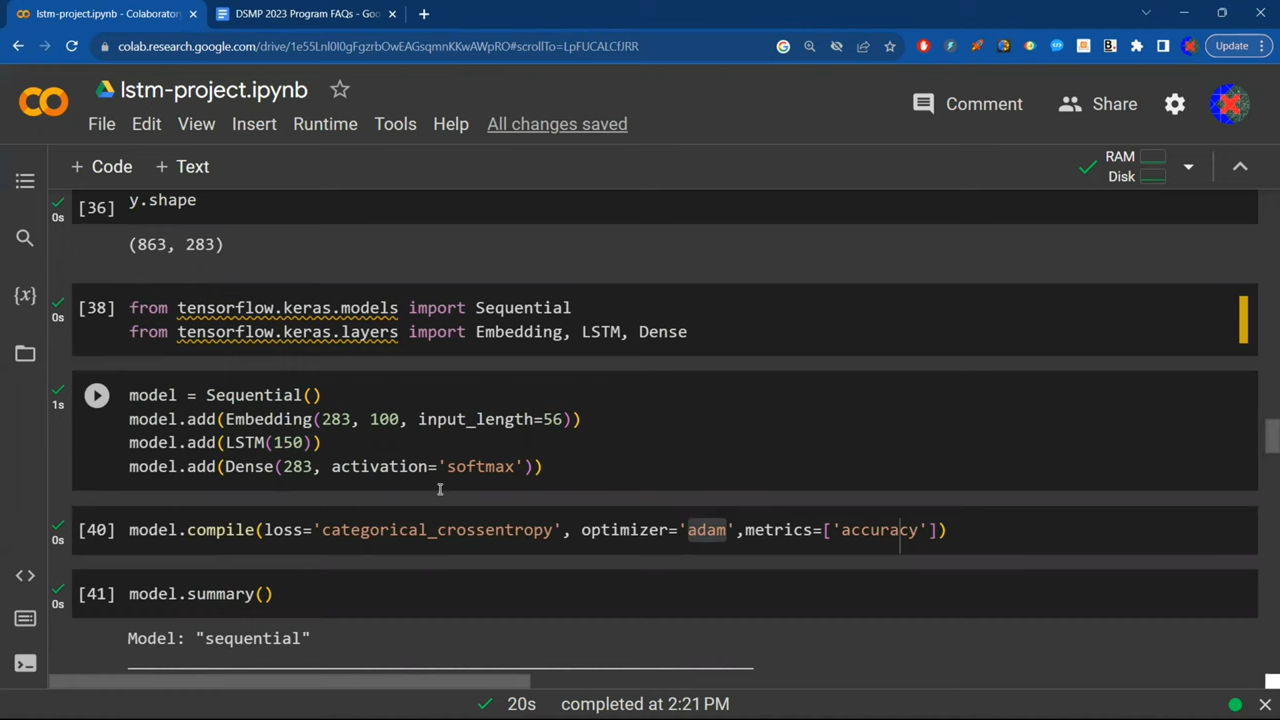 lstm-project.ipynb - Colaborator
DSMP 2023 Program FAQs - Goo
colab.research.google.com/drive/1e55Lnl0I0gFgzrbOwEAGsqmnKKwAWpRO#scrollTo=LpFUCALCfJRR
Update
lstm-project.ipynb
Comment
Share
File Edit View Insert Runtime Tools Help All changes saved
+ Code + Text
RAM
Disk
[36] y.shape
0s
(863, 283)
[38] from tensorflow.keras.models import Sequential
0s
from tensorflow.keras.layers import Embedding, LSTM, Dense
model = Sequential()
1s
model.add(Embedding(283, 100, input_length=56))
model.add(LSTM(150))
model.add(Dense(283, activation='softmax'))
[40] model.compile(loss='categorical_crossentropy', optimizer='adam',metrics=['accuracy'])
0s
[41] model.summary()
0s
Model: "sequential"
20s completed at 2:21 PM